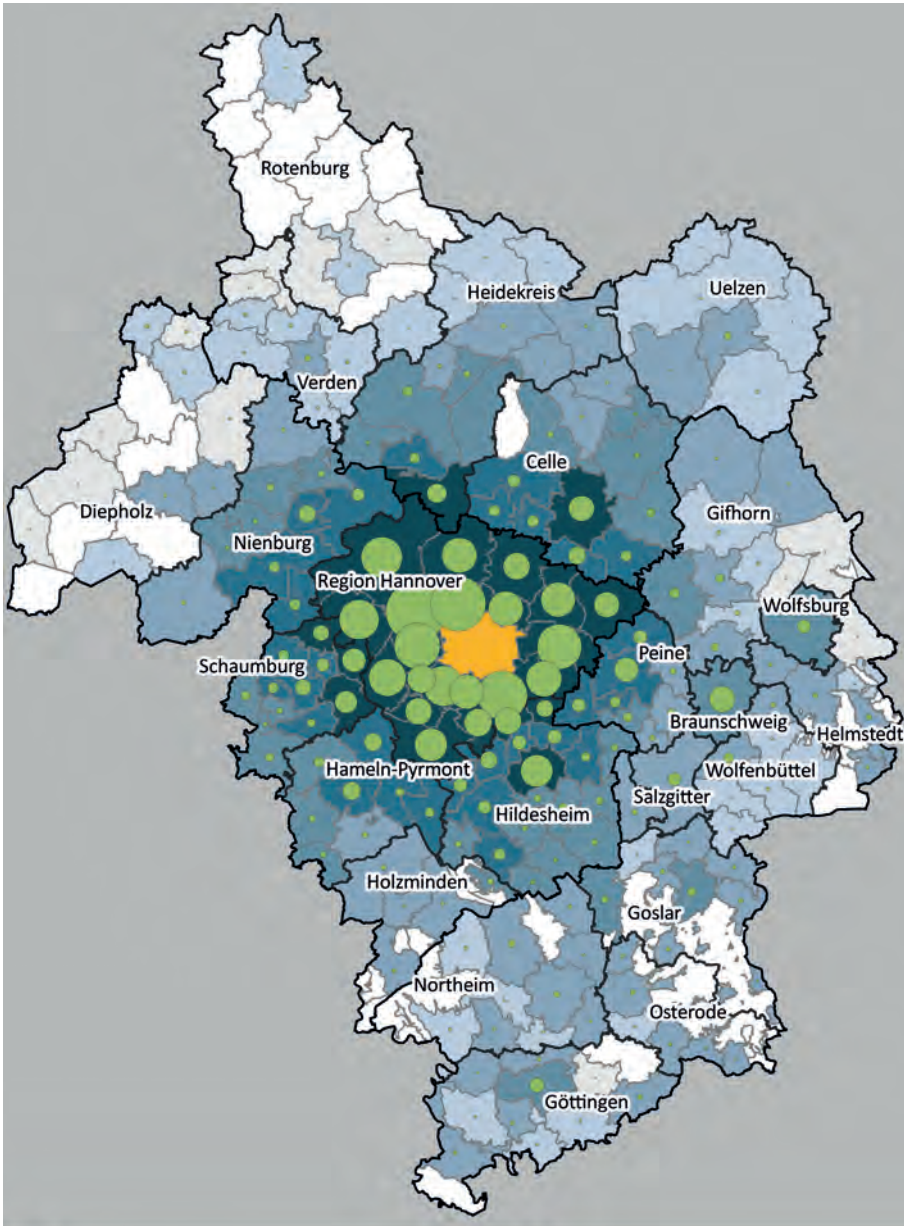 Rotenburg
Heidekreis
Uelzen
Verden
Celle
Diepholz
Gifhorn
Nienburg
Region Hannover
Wolfsburg
Schaumburg
Peine
Braunschweig
Helmstedt
Hameln-Pyrmont
Wolfenbüttel
Salzgitter
Hildesheim
Holzminden
Goslar
Northeim
Osterode
Göttingen